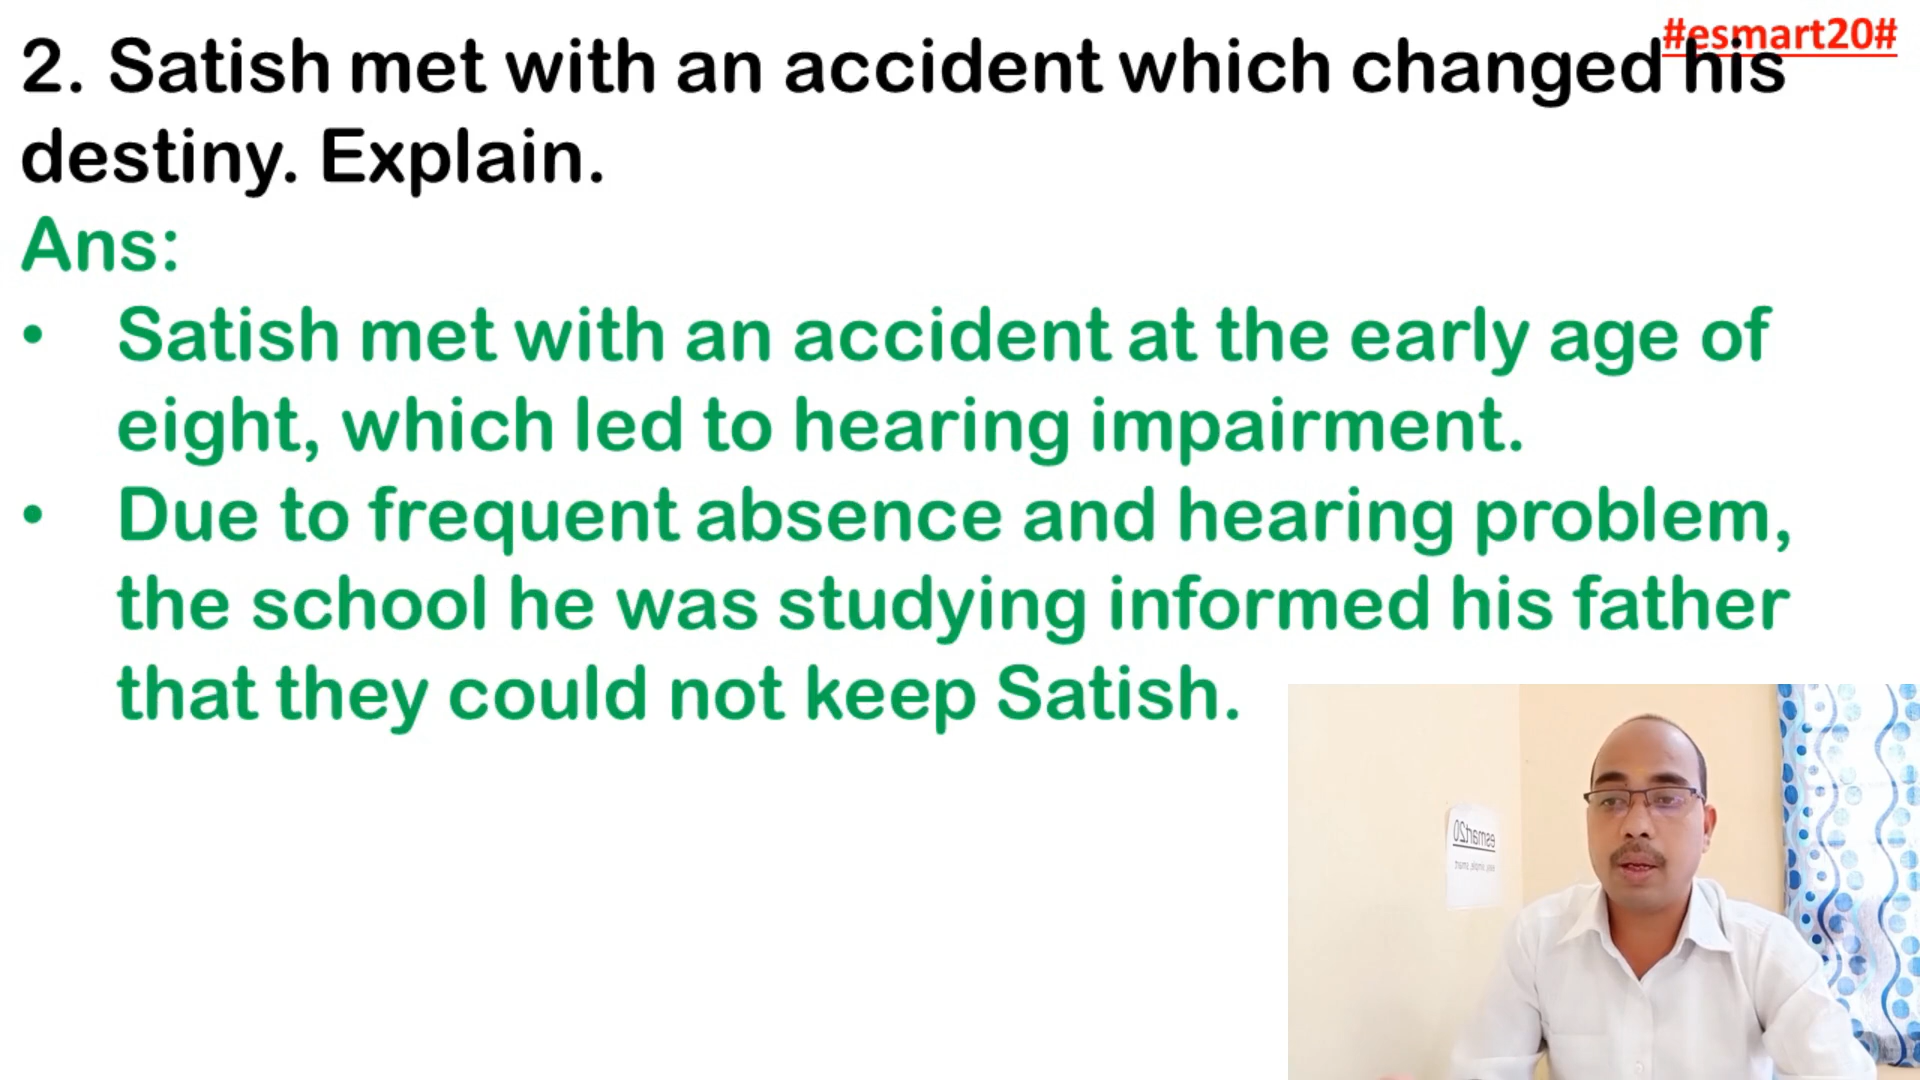 #esmart20#
2. Satish met with an accident which changed his
destiny. Explain.
Ans:
• Satish met with an accident at the early age of
eight, which led to hearing impairment.
• Due to frequent absence and hearing problem,
the school he was studying informed his father
that they could not keep Satish.
esmart20